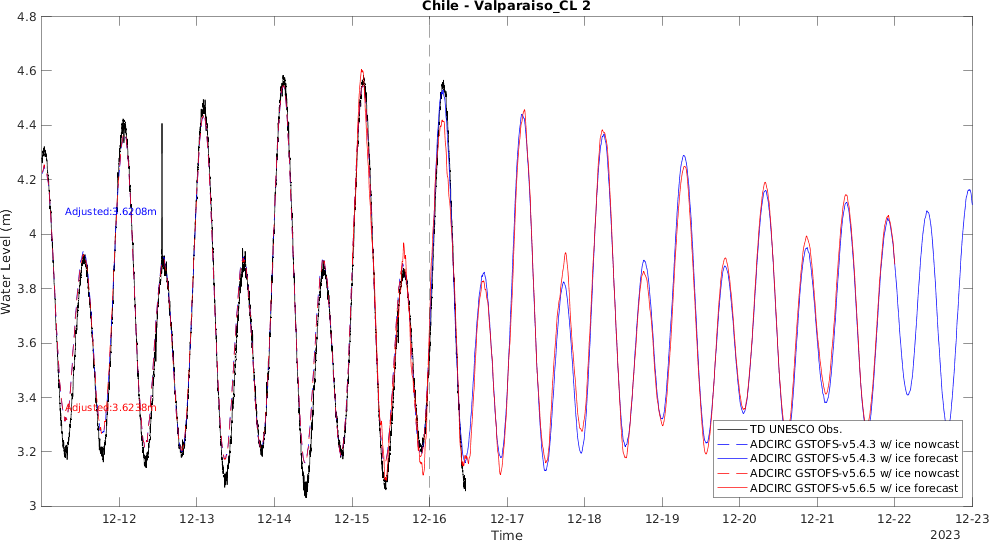 Chile - Valparaiso_CL 2
4.8
4.6
4.4
4.2
4
3.8
3.6
3.4
3.2
3
Water Level (m)
Adjusted:3.6208m
Adjusted:3.6238m
TD UNESCO Obs.
ADCIRC GSTOFS-v5.4.3 w/ ice nowcast
ADCIRC GSTOFS-v5.4.3 w/ ice forecast
ADCIRC GSTOFS-v5.6.5 w/ ice nowcast
ADCIRC GSTOFS-v5.6.5 w/ ice forecast
12-12 12-13 12-14 12-15 12-16 12-17 12-18 12-19 12-20 12-21 12-22 12-23
Time
2023